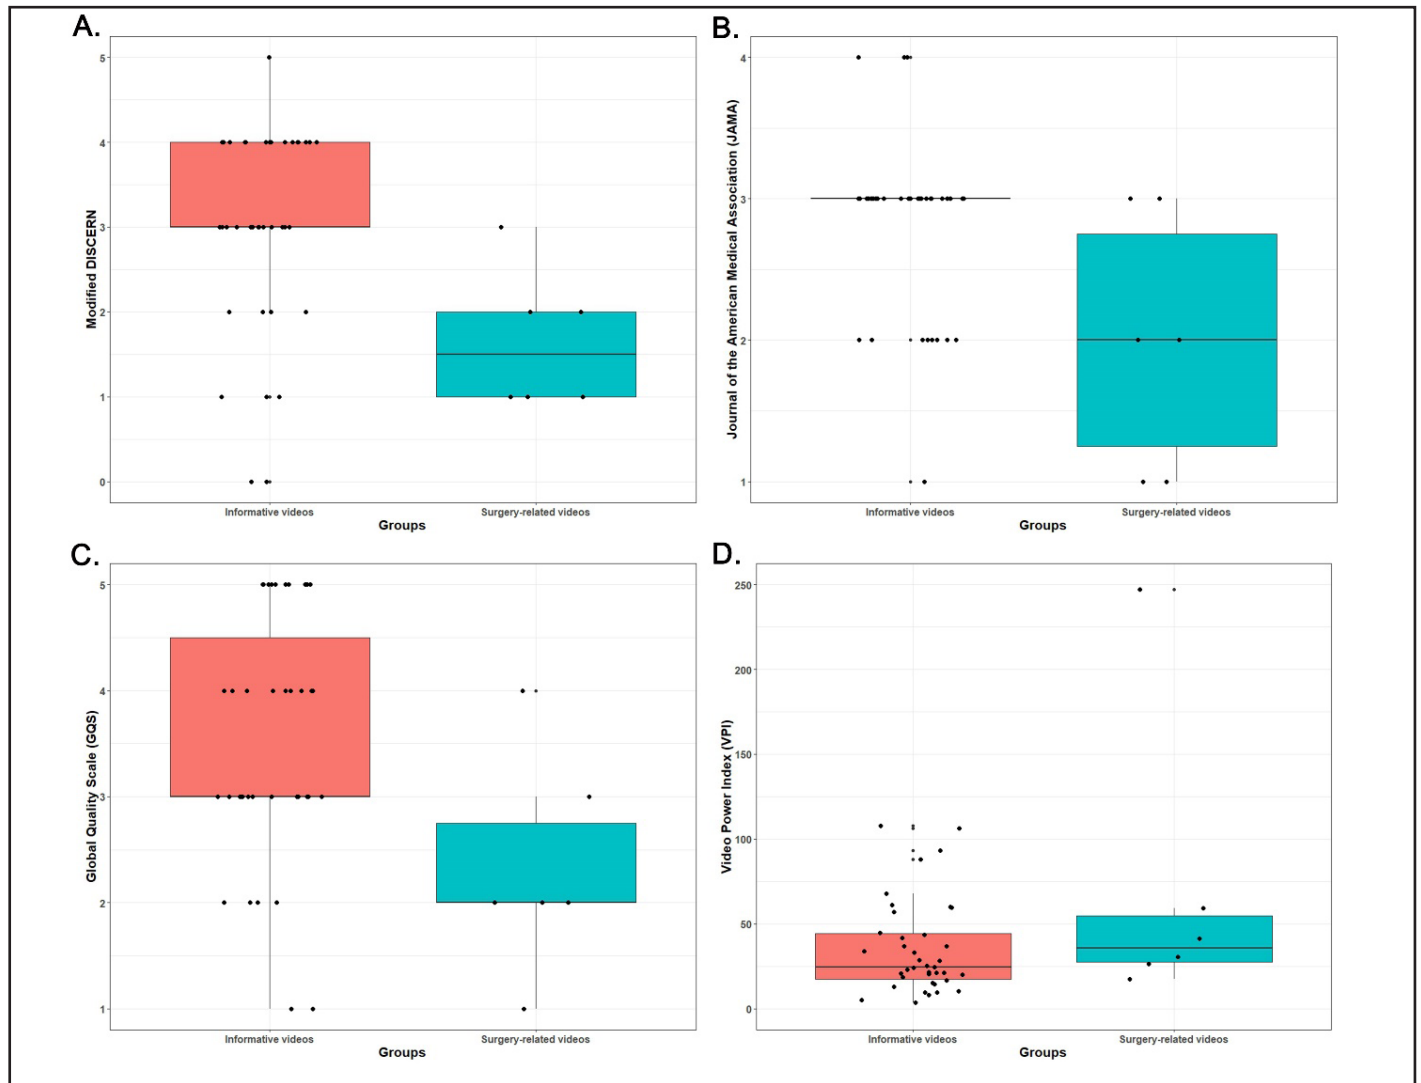 A.
Modified DISCERN
5
4
3
2
1
0
Informative videos
Surgery-related videos
Groups
B.
Journal of the American Medical Association (JAMA)
4
3
2
1
Informative videos
Surgery-related videos
Groups
C.
Global Quality Scale (GQS)
5
4
3
2
1
Informative videos
Surgery-related videos
Groups
D.
Video Power Index (VPI)
250
200
150
100
50
0
Informative videos
Surgery-related videos
Groups